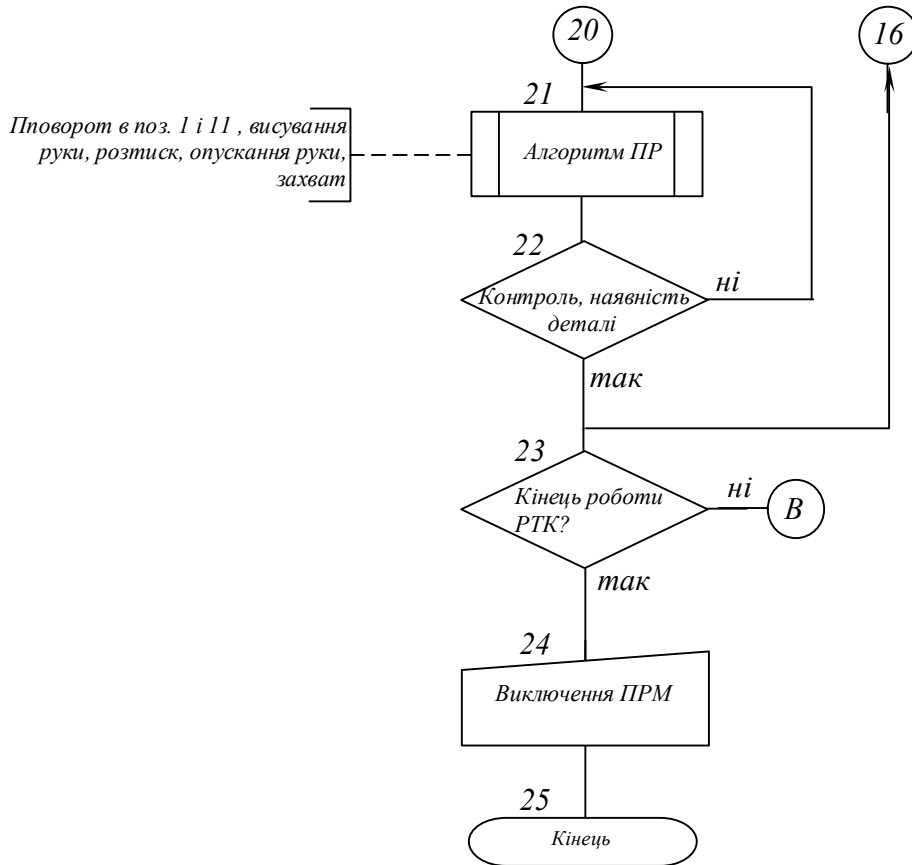 20
16
21
Пповорот в поз. 1 і 11 , висування
руки, розтиск, опускання руки,
захват
Алгоритм ПР
22
Контроль, наявність
деталі
ні
так
23
Кінець роботи
РТК?
ні
В
так
24
Виключення ПРМ
25
Кінець